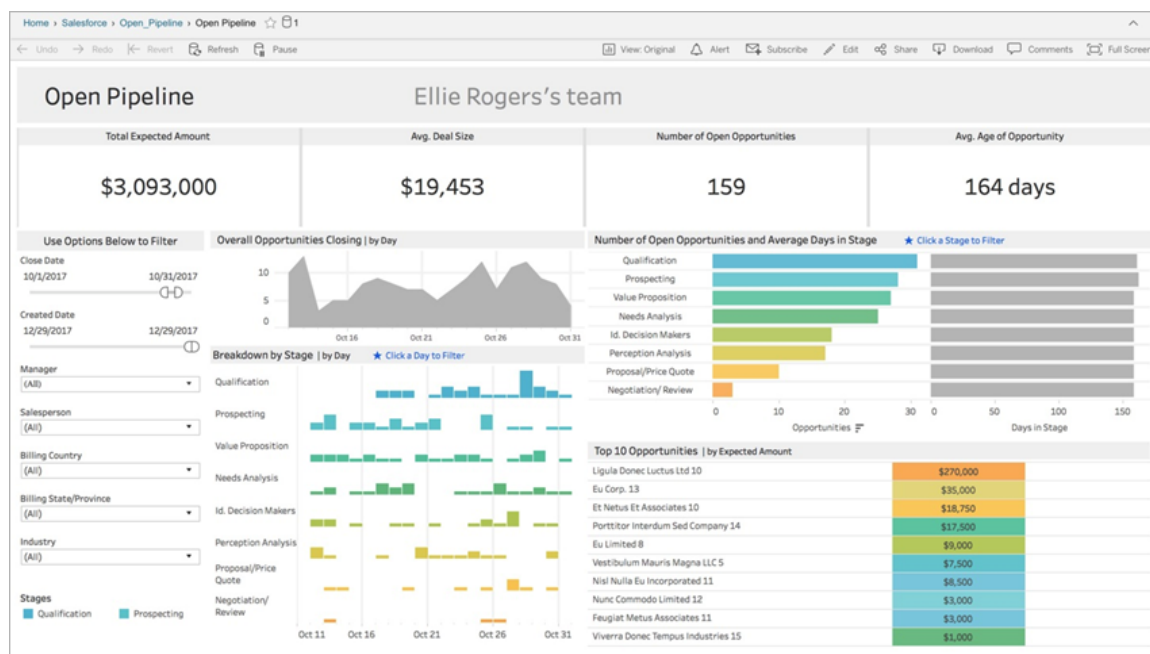 Home › Salesforce › Open_Pipeline › Open Pipeline 1
Undo Redo Revert Refresh Pause View: Original Alert Subscribe Edit Share Download Comments Full Screen
Open Pipeline Ellie Rogers's team
Total Expected Amount Avg. Deal Size Number of Open Opportunities Avg. Age of Opportunity
$3,093,000 $19,453 159 164 days
Use Options Below to Filter
Close Date
10/1/2017 10/31/2017
Created Date
12/29/2017 12/29/2017
Manager
(All)
Salesperson
(All)
Billing Country
(All)
Billing State/Province
(All)
Industry
(All)
Stages
Qualification Prospecting
Overall Opportunities Closing | by Day
10
5
0
Oct 16 Oct 21 Oct 26 Oct 31
Breakdown by Stage | by Day ★ Click a Day to Filter
Qualification
Prospecting
Value Proposition
Needs Analysis
Id. Decision Makers
Perception Analysis
Proposal/Price
Quote
Negotiation/
Review
Oct 11 Oct 16 Oct 21 Oct 26 Oct 31
Number of Open Opportunities and Average Days in Stage ★ Click a Stage to Filter
Qualification
Prospecting
Value Proposition
Needs Analysis
Id. Decision Makers
Perception Analysis
Proposal/Price Quote
Negotiation/ Review
0 10 20 30 0 50 100 150
Opportunities Days in Stage
Top 10 Opportunities | by Expected Amount
Ligula Donec Luctus Ltd 10 $270,000
Eu Corp. 13 $35,000
Et Netus Et Associates 10 $18,750
Porttitor Interdum Sed Company 14 $17,500
Eu Limited 8 $9,000
Vestibulum Mauris Magna LLC 5 $7,500
Nisl Nulla Eu Incorporated 11 $8,500
Nunc Commodo Limited 12 $3,000
Feugiat Metus Associates 11 $3,000
Viverra Donec Tempus Industries 15 $1,000